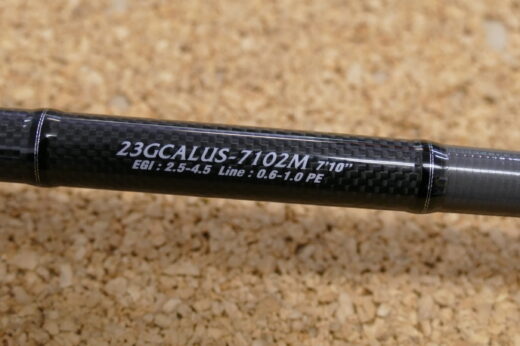 23GCALUS-7102M 7'10"
EGI : 2.5-4.5 Line : 0.6-1.0 PE